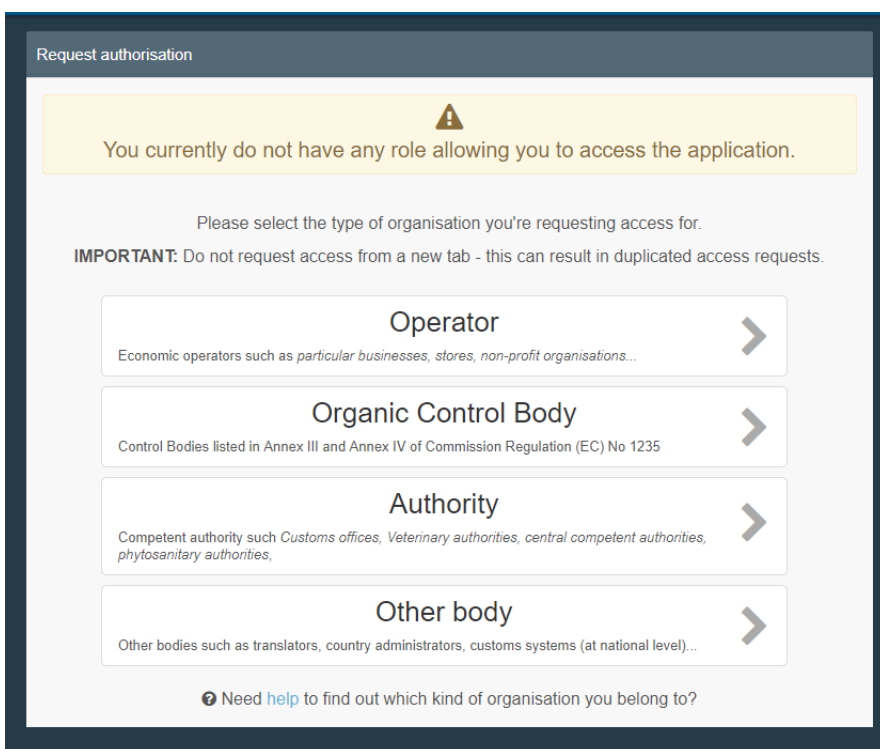 Request authorisation
You currently do not have any role allowing you to access the application.
Please select the type of organisation you're requesting access for.
IMPORTANT: Do not request access from a new tab - this can result in duplicated access requests.
Operator
Economic operators such as particular businesses, stores, non-profit organisations...
Organic Control Body
Control Bodies listed in Annex III and Annex IV of Commission Regulation (EC) No 1235
Authority
Competent authority such Customs offices, Veterinary authorities, central competent authorities,
phytosanitary authorities,
Other body
Other bodies such as translators, country administrators, customs systems (at national level)...
Need help to find out which kind of organisation you belong to?